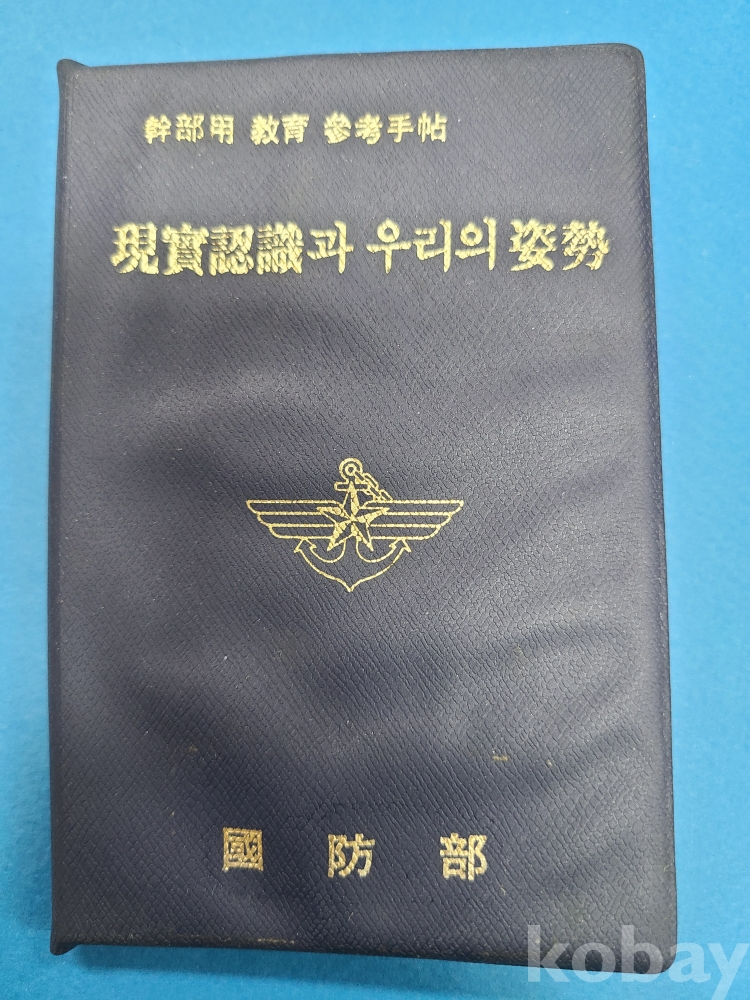 幹部用 敎育 參考手帖
現實認識과 우리의 姿勢
國防部
kobay